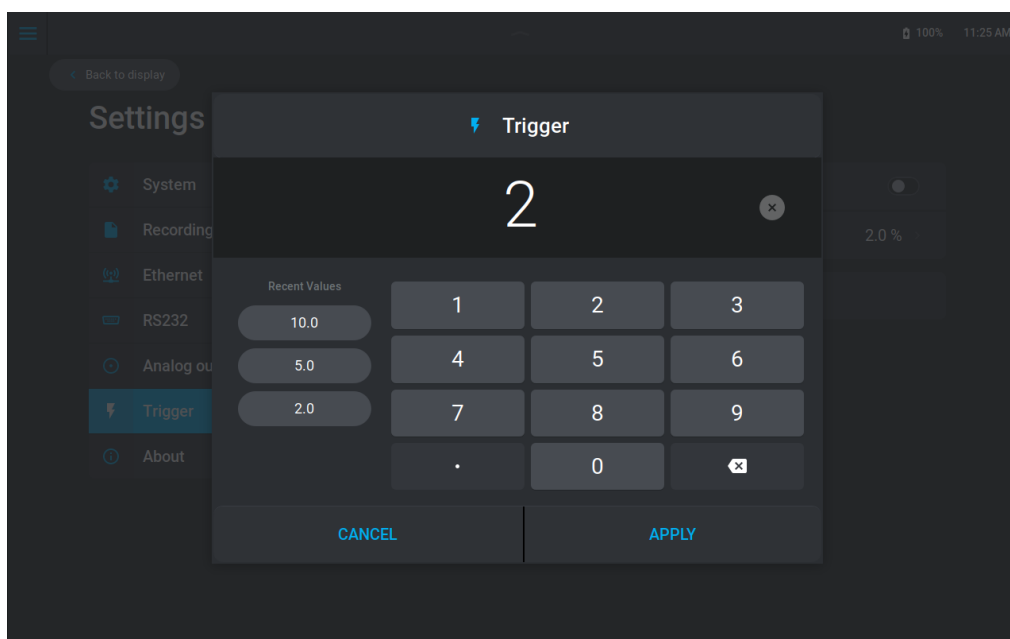 100% 11:25 AM
Back to display
Settings
Trigger
2
System
Recording
2.0 %
Ethernet
RS232
Analog ou
Trigger
About
Recent Values
10.0
5.0
2.0
1 2 3
4 5 6
7 8 9
. 0
CANCEL APPLY